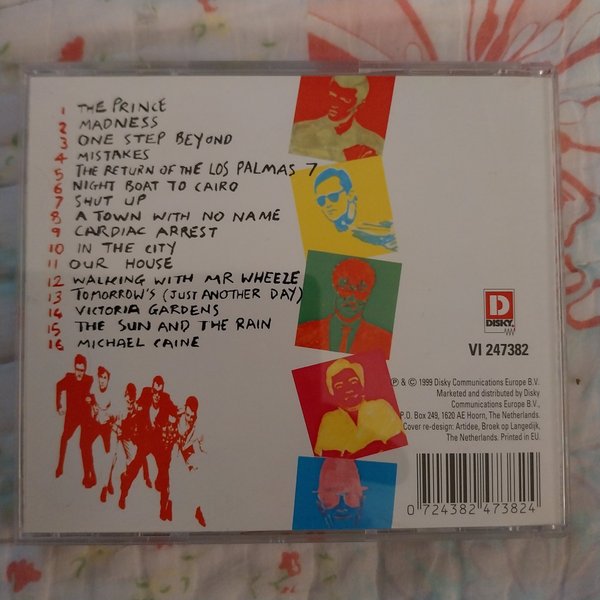 1 THE PRINCE
2 MADNESS
3 ONE STEP BEYOND
4 MISTAKES
5 THE RETURN OF THE LOS PALMAS 7
6 NIGHT BOAT TO CAIRO
7 SHUT UP
8 A TOWN WITH NO NAME
9 CARDIAC ARREST
10 IN THE CITY
11 OUR HOUSE
12 WALKING WITH MR WHEEZE
13 TOMORROW'S (JUST ANOTHER DAY)
14 VICTORIA GARDENS
15 THE SUN AND THE RAIN
16 MICHAEL CAINE
D
DISKY
VI 247382
℗ & © 1999 Disky Communications Europe B.V.
Marketed and distributed by Disky
Communications Europe B.V.,
P.O. Box 249, 1620 AE Hoorn, The Netherlands.
Cover re-design: Artidee, Broek op Langedijk,
The Netherlands. Printed in EU.
0 724382 473824